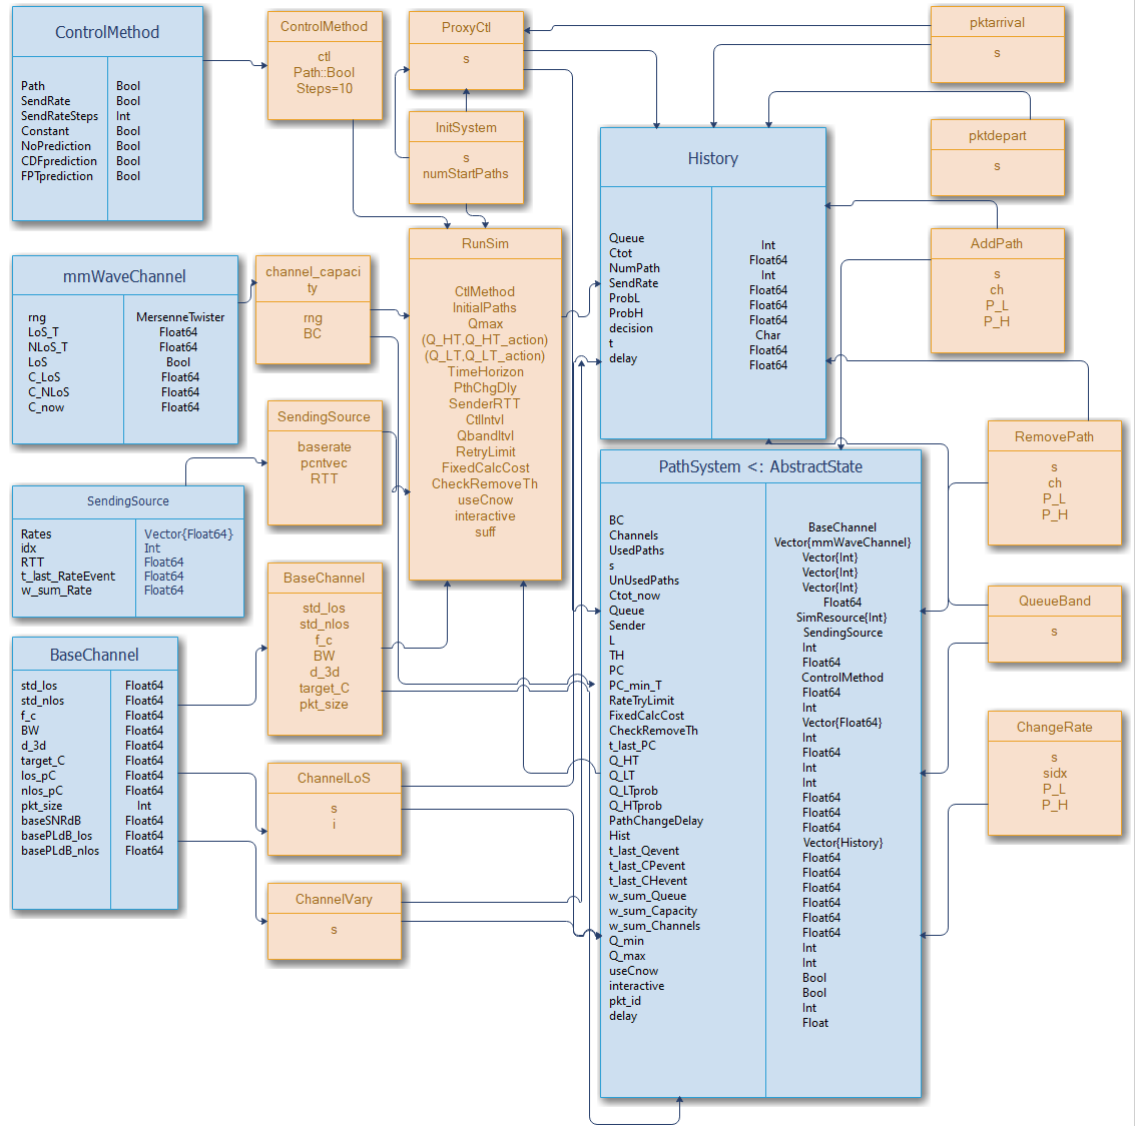 ControlMethod
Path Bool
SendRate Bool
SendRateSteps Int
Constant Bool
NoPrediction Bool
CDFprediction Bool
FPTprediction Bool
ControlMethod
ctl
Path::Bool
Steps=10
ProxyCtl
s
InitSystem
s
numStartPaths
pktarrival
s
pktdepart
s
History
Queue Int
Ctot Float64
NumPath Int
SendRate Float64
ProbL Float64
ProbH Float64
decision Char
t Float64
delay Float64
AddPath
s
ch
P_L
P_H
mmWaveChannel
rng MersenneTwister
LoS_T Float64
NLoS_T Float64
LoS Bool
C_LoS Float64
C_NLoS Float64
C_now Float64
channel_capaci
ty
rng
BC
RunSim
CtlMethod
InitialPaths
Qmax
(Q_HT,Q_HT_action)
(Q_LT,Q_LT_action)
TimeHorizon
PthChgDly
SenderRTT
CtlIntvl
QbandItvl
RetryLimit
FixedCalcCost
CheckRemoveTh
useCnow
interactive
suff
SendingSource
baserate
pcntvec
RTT
SendingSource
Rates Vector{Float64}
idx Int
RTT Float64
t_last_RateEvent Float64
w_sum_Rate Float64
RemovePath
s
ch
P_L
P_H
PathSystem <: AbstractState
BC BaseChannel
Channels Vector{mmWaveChannel}
UsedPaths Vector{Int}
s Vector{Int}
UnUsedPaths Vector{Int}
Ctot_now Float64
Queue SimResource{Int}
Sender SendingSource
L Int
TH Float64
PC ControlMethod
PC_min_T Float64
RateTryLimit Int
FixedCalcCost Vector{Float64}
CheckRemoveTh Int
t_last_PC Float64
Q_HT Int
Q_LT Int
Q_LTprob Float64
Q_HTprob Float64
PathChangeDelay Float64
Hist Vector{History}
t_last_Qevent Float64
t_last_CPevent Float64
t_last_CHevent Float64
w_sum_Queue Float64
w_sum_Capacity Float64
w_sum_Channels Float64
Q_min Int
Q_max Int
useCnow Bool
interactive Bool
pkt_id Int
delay Float
BaseChannel
std_los
std_nlos
f_c
BW
d_3d
target_C
pkt_size
QueueBand
s
BaseChannel
std_los Float64
std_nlos Float64
f_c Float64
BW Float64
d_3d Float64
target_C Float64
los_pC Float64
nlos_pC Float64
pkt_size Int
baseSNRdB Float64
basePLdB_los Float64
basePLdB_nlos Float64
ChangeRate
s
sidx
P_L
P_H
ChannelLoS
s
i
ChannelVary
s